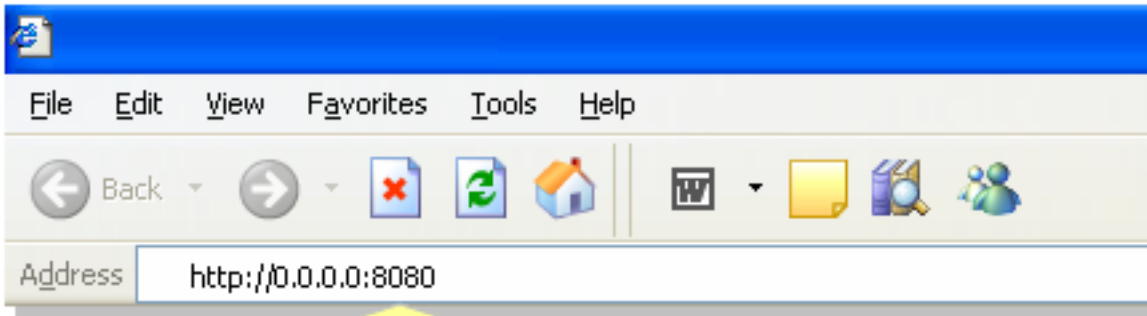 File Edit View Favorites Tools Help
Back W
Address http://0.0.0.0:8080